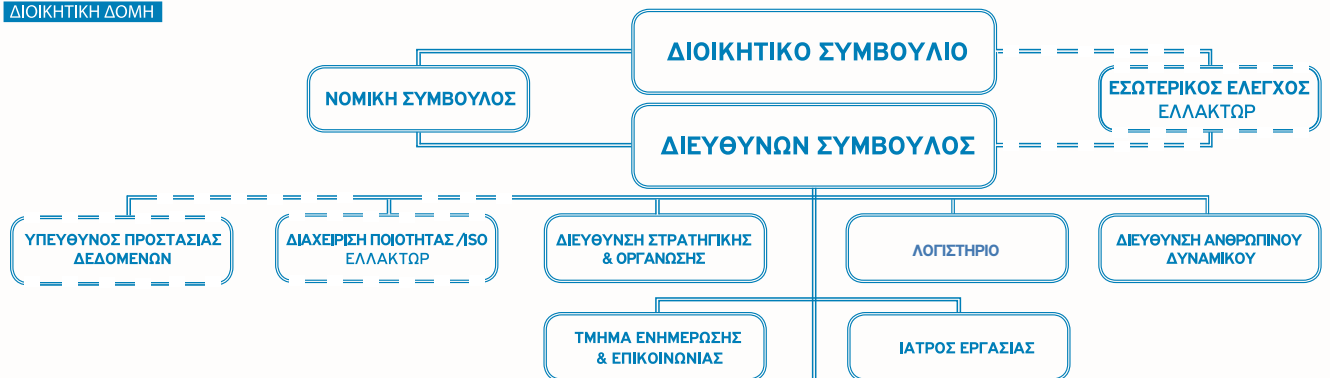 ΔΙΟΙΚΗΤΙΚΗ ΔΟΜΗ
ΔΙΟΙΚΗΤΙΚΟ ΣΥΜΒΟΥΛΙΟ
ΝΟΜΙΚΗ ΣΥΜΒΟΥΛΟΣ
ΕΣΩΤΕΡΙΚΟΣ ΕΛΕΓΧΟΣ
ΕΛΛΑΚΤΩΡ
ΔΙΕΥΘΥΝΩΝ ΣΥΜΒΟΥΛΟΣ
ΥΠΕΥΘΥΝΟΣ ΠΡΟΣΤΑΣΙΑΣ
ΔΕΔΟΜΕΝΩΝ
ΔΙΑΧΕΙΡΙΣΗ ΠΟΙΟΤΗΤΑΣ /ISO
ΕΛΛΑΚΤΩΡ
ΔΙΕΥΘΥΝΣΗ ΣΤΡΑΤΗΓΙΚΗΣ
& ΟΡΓΑΝΩΣΗΣ
ΛΟΓΙΣΤΗΡΙΟ
ΔΙΕΥΘΥΝΣΗ ΑΝΘΡΩΠΙΝΟΥ
ΔΥΝΑΜΙΚΟΥ
ΤΜΗΜΑ ΕΝΗΜΕΡΩΣΗΣ
& ΕΠΙΚΟΙΝΩΝΙΑΣ
ΙΑΤΡΟΣ ΕΡΓΑΣΙΑΣ